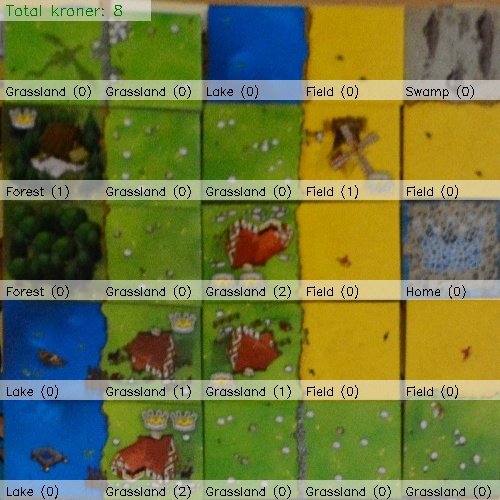 Total kroner: 8
Grassland (0) Grassland (0) Lake (0) Field (0) Swamp (0)
Forest (1) Grassland (0) Grassland (0) Field (1) Field (0)
Forest (0) Grassland (0) Grassland (2) Field (0) Home (0)
Lake (0) Grassland (1) Grassland (1) Field (0) Field (0)
Lake (0) Grassland (2) Grassland (0) Grassland (0) Grassland (0)